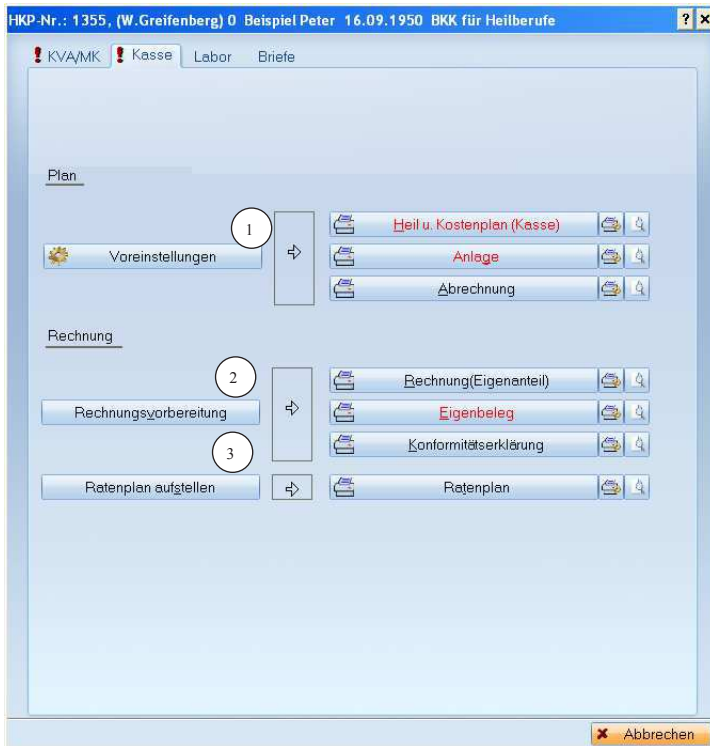 HKP-Nr.: 1355, (W.Greifenberg) 0 Beispiel Peter 16.09.1950 BKK für Heilberufe ? ×
! KVA/MK ! Kasse Labor Briefe
Plan
1
Heil u. Kostenplan (Kasse)
Voreinstellungen
Anlage
Abrechnung
Rechnung
2
Rechnung(Eigenanteil)
Rechnungsvorbereitung
Eigenbeleg
3
Konformitätserklärung
Ratenplan aufstellen
Ratenplan
Abbrechen